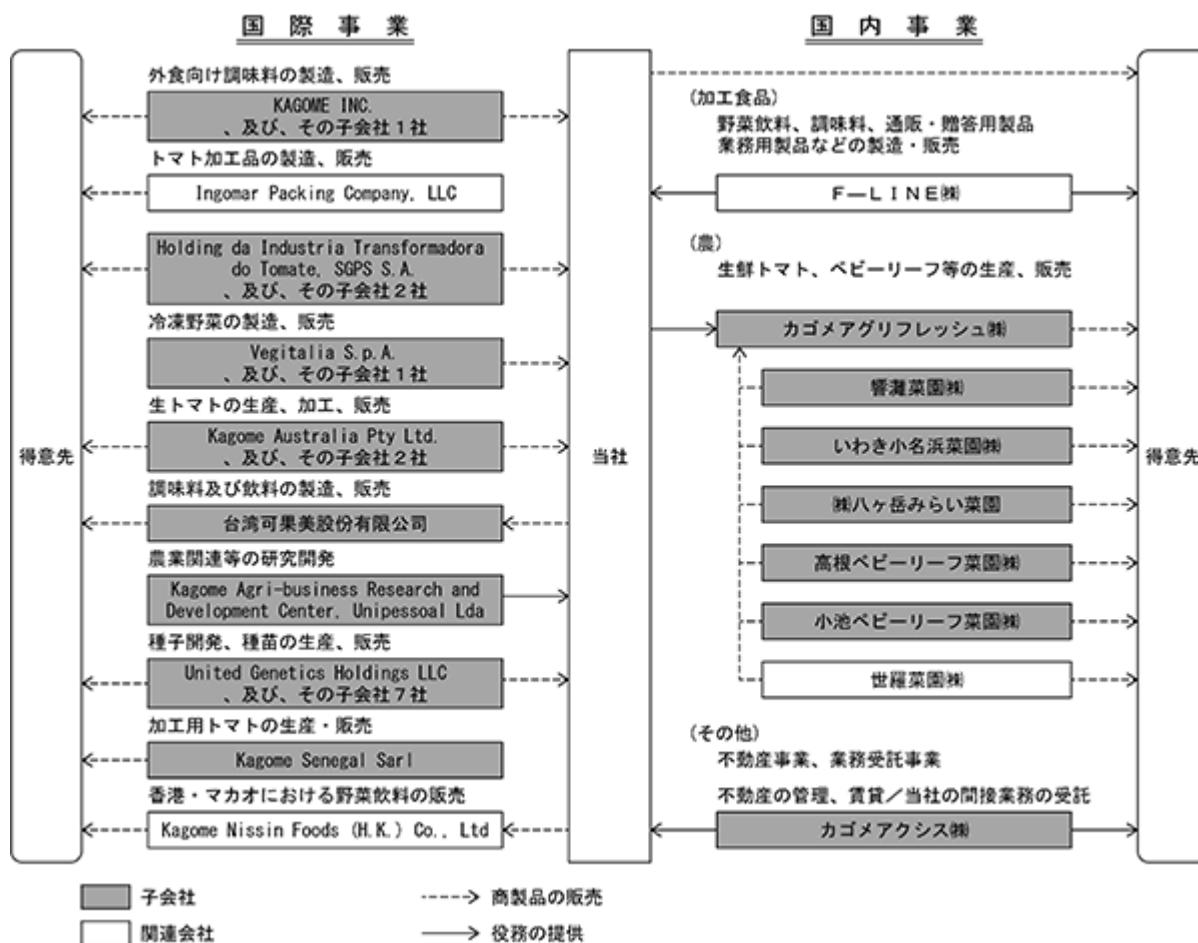 国際事業
得意先
外食向け調味料の製造、販売
KAGOME INC.
、及び、その子会社1社
トマト加工品の製造、販売
Ingomar Packing Company, LLC
Holding da Industria Transformadora
do Tomate, SGPS S.A.
、及び、その子会社2社
冷凍野菜の製造、販売
Vegitalia S.p.A.
、及び、その子会社1社
生トマトの生産、加工、販売
Kagome Australia Pty Ltd.
、及び、その子会社2社
調味料及び飲料の製造、販売
台湾可果美股份有限公司
農業関連等の研究開発
Kagome Agri-business Research and
Development Center, Unipessoal Lda
種子開発、種苗の生産、販売
United Genetics Holdings LLC
、及び、その子会社7社
加工用トマトの生産・販売
Kagome Senegal Sarl
香港・マカオにおける野菜飲料の販売
Kagome Nissin Foods (H.K.) Co., Ltd
当社
国内事業
(加工食品)
野菜飲料、調味料、通販・贈答用製品
業務用製品などの製造・販売
F―LINE㈱
(農)
生鮮トマト、ベビーリーフ等の生産、販売
カゴメアグリフレッシュ㈱
響灘菜園㈱
いわき小名浜菜園㈱
㈱八ヶ岳みらい菜園
高根ベビーリーフ菜園㈱
小池ベビーリーフ菜園㈱
世羅菜園㈱
(その他)
不動産事業、業務受託事業
不動産の管理、賃貸／当社の間接業務の受託
カゴメアクシス㈱
得意先
子会社
関連会社
商製品の販売
役務の提供